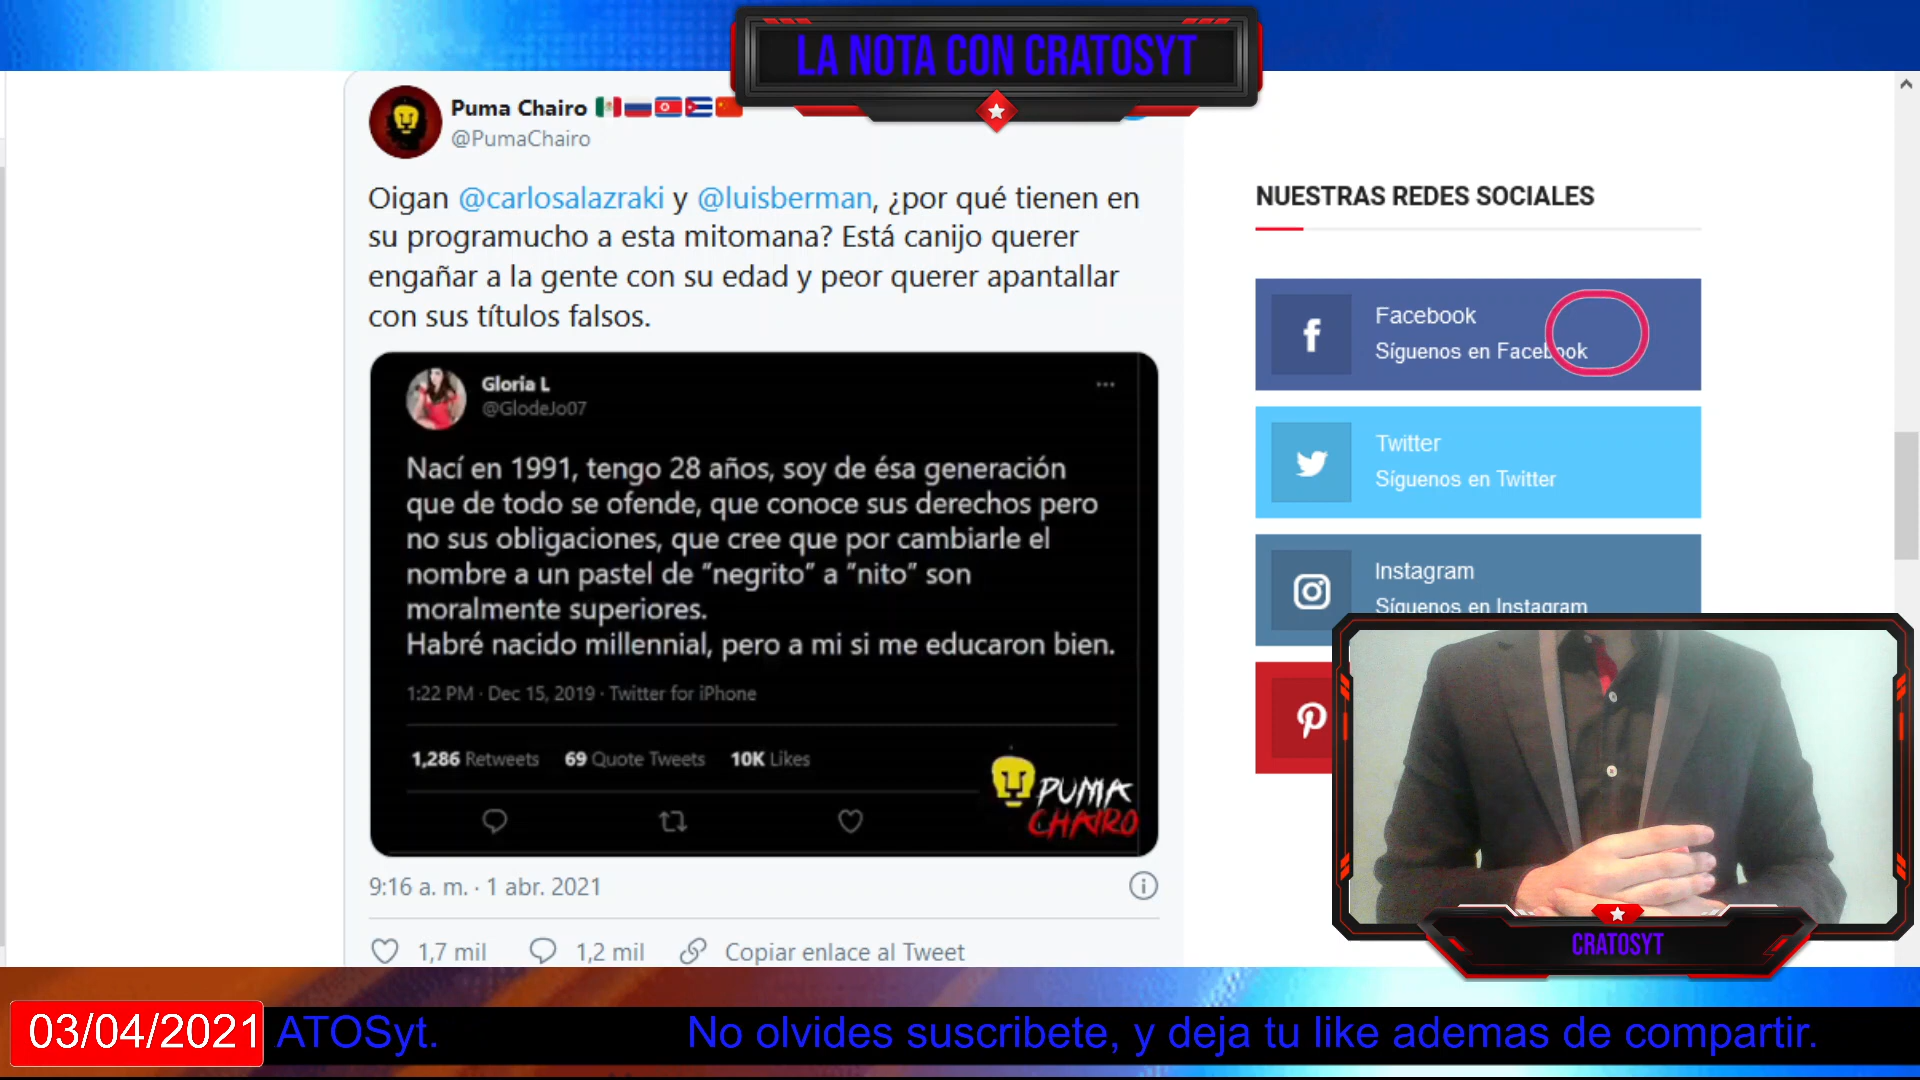 LA NOTA CON CRATOSYT
Puma Chairo
@PumaChairo
Oigan @carlosalazraki y @luisberman, ¿por qué tienen en
su programucho a esta mitomana? Está canijo querer
engañar a la gente con su edad y peor querer apantallar
con sus títulos falsos.
Gloria L
@GlodeJo07
Nací en 1991, tengo 28 años, soy de ésa generación
que de todo se ofende, que conoce sus derechos pero
no sus obligaciones, que cree que por cambiarle el
nombre a un pastel de "negrito" a "nito" son
moralmente superiores.
Habré nacido millennial, pero a mi si me educaron bien.
1:22 PM · Dec 15, 2019 · Twitter for iPhone
1,286 Retweets 69 Quote Tweets 10K Likes
PUMA
CHAIRO
9:16 a. m. · 1 abr. 2021
1,7 mil 1,2 mil Copiar enlace al Tweet
NUESTRAS REDES SOCIALES
Facebook
Síguenos en Facebook
Twitter
Síguenos en Twitter
Instagram
Síguenos en Instagram
CRATOSYT
03/04/2021 ATOSyt. No olvides suscribete, y deja tu like ademas de compartir.